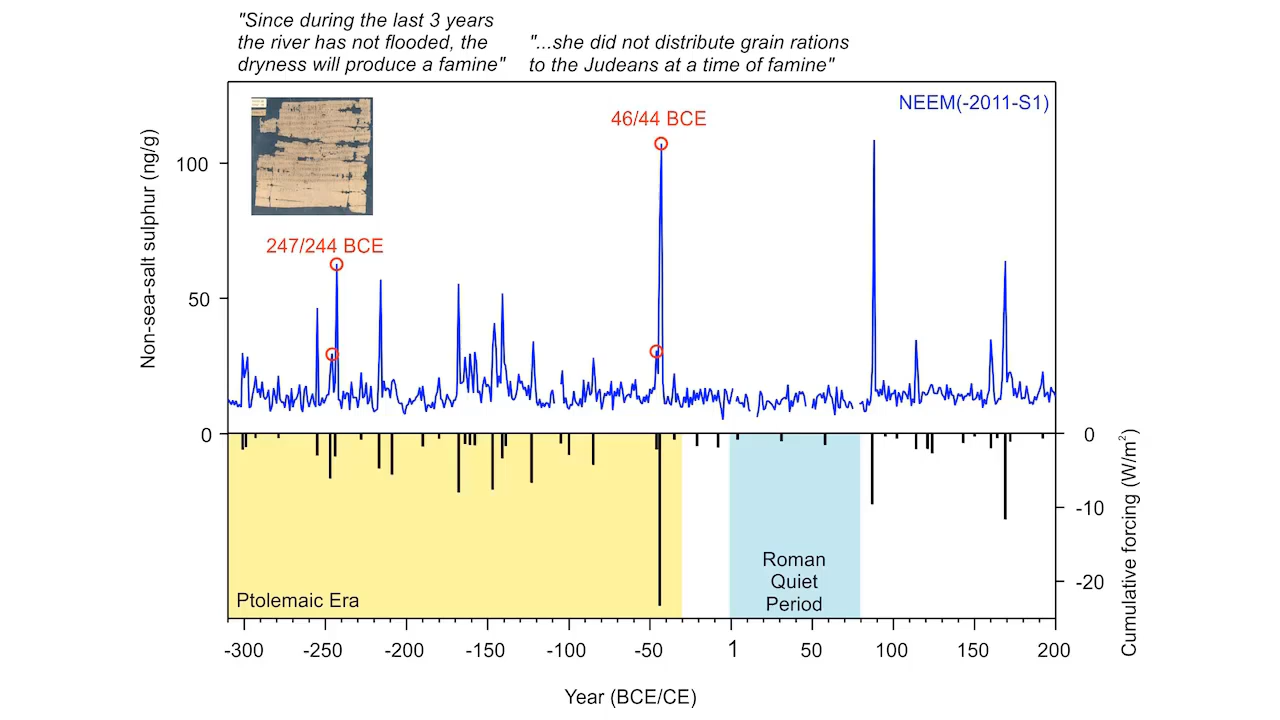 "Since during the last 3 years
the river has not flooded, the
dryness will produce a famine"
"...she did not distribute grain rations
to the Judeans at a time of famine"
NEEM(-2011-S1)
46/44 BCE
247/244 BCE
Non-sea-salt sulphur (ng/g)
100
50
0
0
-10
-20
Cumulative forcing (W/m²)
Roman
Quiet
Period
Ptolemaic Era
-300
-250
-200
-150
-100
-50
1
50
100
150
200
Year (BCE/CE)